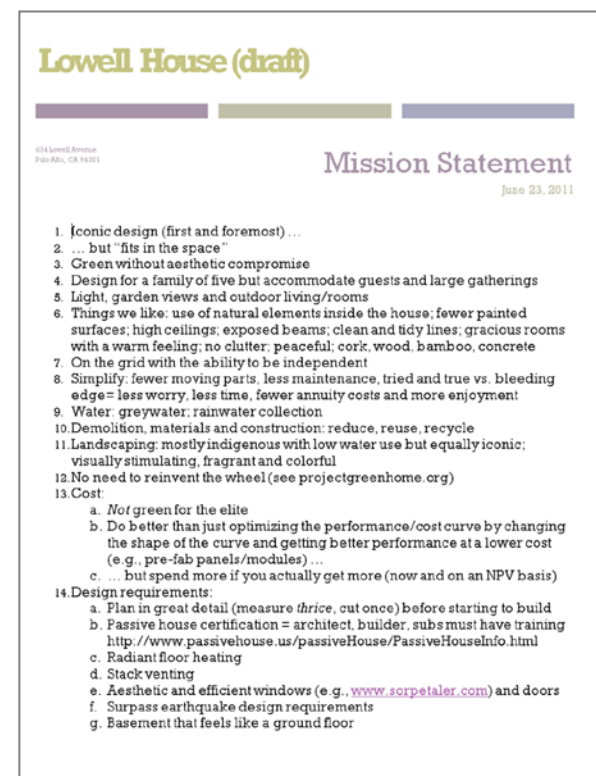 Lowell House (draft)
634 Lowell Avenue
Palo Alto, CA 94301
Mission Statement
June 23, 2011
1. Iconic design (first and foremost) …
2. … but “fits in the space”
3. Green without aesthetic compromise
4. Design for a family of five but accommodate guests and large gatherings
5. Light, garden views and outdoor living/rooms
6. Things we like: use of natural elements inside the house; fewer painted
surfaces; high ceilings; exposed beams; clean and tidy lines; gracious rooms
with a warm feeling; no clutter; peaceful; cork, wood, bamboo, concrete
7. On the grid with the ability to be independent
8. Simplify: fewer moving parts, less maintenance, tried and true vs. bleeding
edge= less worry, less time, fewer annuity costs and more enjoyment
9. Water: greywater; rainwater collection
10. Demolition, materials and construction: reduce, reuse, recycle
11. Landscaping: mostly indigenous with low water use but equally iconic;
visually stimulating, fragrant and colorful
12. No need to reinvent the wheel (see projectgreenhome.org)
13. Cost:
a. Not green for the elite
b. Do better than just optimizing the performance/cost curve by changing
the shape of the curve and getting better performance at a lower cost
(e.g., pre-fab panels/modules) …
c. … but spend more if you actually get more (now and on an NPV basis)
14. Design requirements:
a. Plan in great detail (measure thrice, cut once) before starting to build
b. Passive house certification = architect, builder, subs must have training
http://www.passivehouse.us/passiveHouse/PassiveHouseInfo.html
c. Radiant floor heating
d. Stack venting
e. Aesthetic and efficient windows (e.g., www.sorpetaler.com) and doors
f. Surpass earthquake design requirements
g. Basement that feels like a ground floor